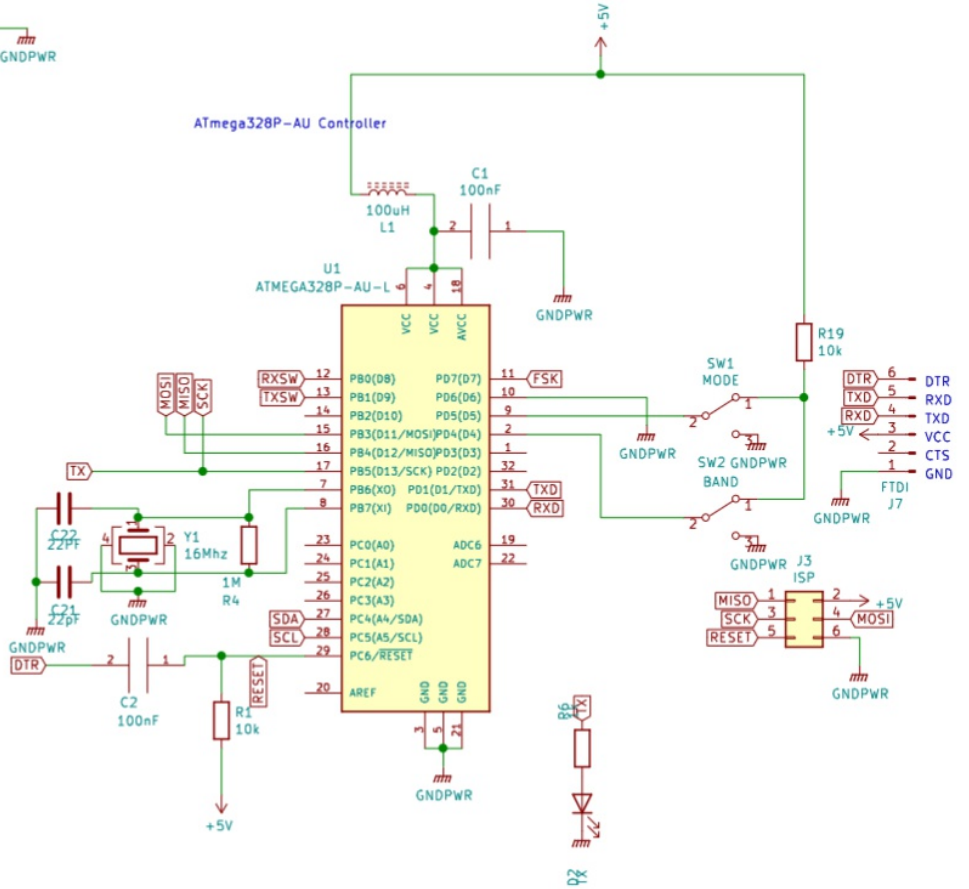 +5V
GNDPWR
ATmega328P-AU Controller
C1
100nF
100uH
L1
2
1
U1
ATMEGA328P-AU-L
6
4
18
GNDPWR
VCC
VCC
AVCC
R19
10k
SW1
MODE
MOSI
MISO
SCK
RXSW
12
PB0(D8)
PD7(D7)
11
FSK
TXSW
13
PB1(D9)
PD6(D6)
10
14
PB2(D10)
PD5(D5)
9
15
PB3(D11/MOSI)
PD4(D4)
2
16
PB4(D12/MISO)
PD3(D3)
1
TX
17
PB5(D13/SCK)
PD2(D2)
32
7
PB6(XO)
PD1(D1/TXD)
31
TXD
8
PB7(XI)
PD0(D0/RXD)
30
RXD
2
1
3
GNDPWR
GNDPWR
SW2
BAND
2
1
3
GNDPWR
DTR
6
DTR
TXD
5
RXD
RXD
4
TXD
+5V
3
VCC
2
CTS
1
GND
FTDI
J7
GNDPWR
C22
22PF
C21
22pF
1
4
2
3
Y1
16Mhz
1M
R4
GNDPWR
GNDPWR
23
PC0(A0)
ADC6
19
24
PC1(A1)
ADC7
22
25
PC2(A2)
26
PC3(A3)
SDA
27
PC4(A4/SDA)
SCL
28
PC5(A5/SCL)
29
PC6/RESET
20
AREF
GND
GND
GND
3
5
21
GNDPWR
DTR
2
1
C2
100nF
RESET
R1
10k
+5V
J3
ISP
MISO
1
2
+5V
SCK
3
4
MOSI
RESET
5
6
GNDPWR
R6
TX
D2
TX